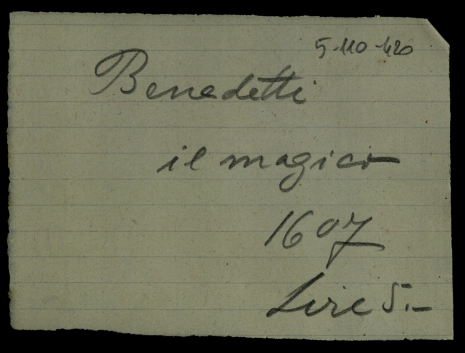 5-110-420
Benedetti
il magico
1607
Lire 5.-